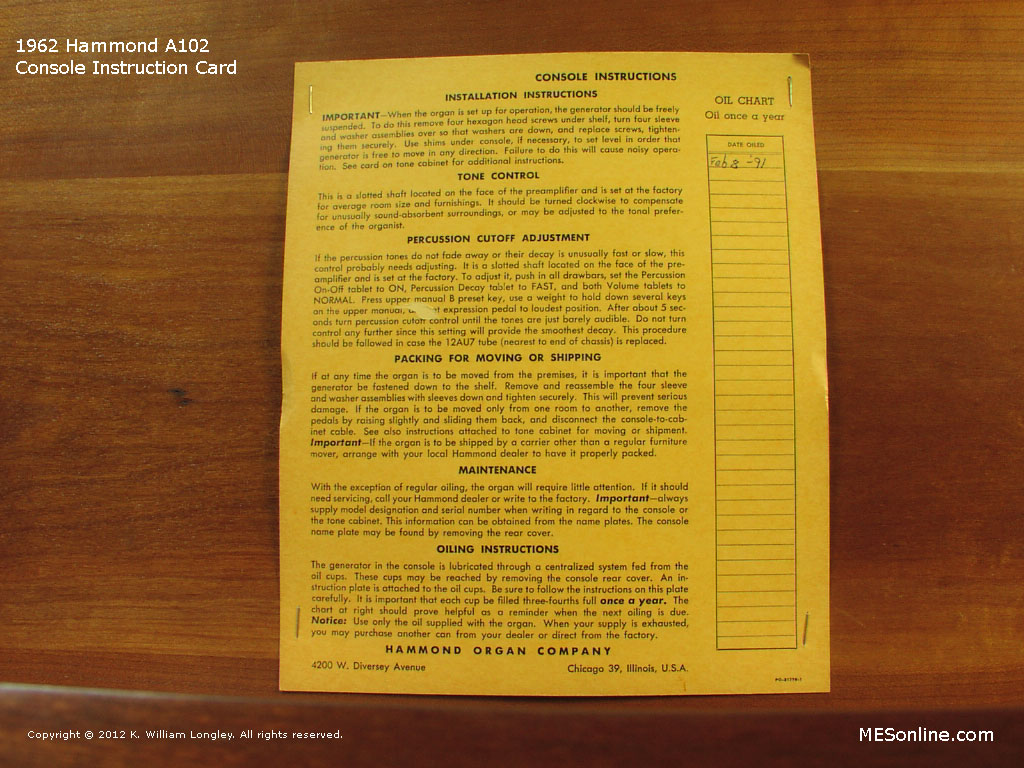 1962 Hammond A102
Console Instruction Card
CONSOLE INSTRUCTIONS
INSTALLATION INSTRUCTIONS
IMPORTANT—When the organ is set up for operation, the generator should be freely
suspended. To do this remove four hexagon head screws under shelf, turn four sleeve
and washer assemblies over so that washers are down, and replace screws, tighten-
ing them securely. Use shims under console, if necessary, to set level in order that
generator is free to move in any direction. Failure to do this will cause noisy opera-
tion. See card on tone cabinet for additional instructions.
TONE CONTROL
This is a slotted shaft located on the face of the preamplifier and is set at the factory
for average room size and furnishings. It should be turned clockwise to compensate
for unusually sound-absorbent surroundings, or may be adjusted to the tonal prefer-
ence of the organist.
PERCUSSION CUTOFF ADJUSTMENT
If the percussion tones do not fade away or their decay is unusually fast or slow, this
control probably needs adjusting. It is a slotted shaft located on the face of the pre-
amplifier and is set at the factory. To adjust it, push in all drawbars, set the Percussion
On-Off tablet to ON, Percussion Decay tablet to FAST, and both Volume tablets to
NORMAL. Press upper manual B preset key, use a weight to hold down several keys
on the upper manual, expression pedal to loudest position. After about 5 sec-
onds turn percussion cutoff control until the tones are just barely audible. Do not turn
control any further since this setting will provide the smoothest decay. This procedure
should be followed in case the 12AU7 tube (nearest to end of chassis) is replaced.
PACKING FOR MOVING OR SHIPPING
If at any time the organ is to be moved from the premises, it is important that the
generator be fastened down to the shelf. Remove and reassemble the four sleeve
and washer assemblies with sleeves down and tighten securely. This will prevent serious
damage. If the organ is to be moved only from one room to another, remove the
pedals by raising slightly and sliding them back, and disconnect the console-to-cab-
inet cable. See also instructions attached to tone cabinet for moving or shipment.
Important—If the organ is to be shipped by a carrier other than a regular furniture
mover, arrange with your local Hammond dealer to have it properly packed.
MAINTENANCE
With the exception of regular oiling, the organ will require little attention. If it should
need servicing, call your Hammond dealer or write to the factory. Important—always
supply model designation and serial number when writing in regard to the console or
the tone cabinet. This information can be obtained from the name plates. The console
name plate may be found by removing the rear cover.
OILING INSTRUCTIONS
The generator in the console is lubricated through a centralized system fed from the
oil cups. These cups may be reached by removing the console rear cover. An in-
struction plate is attached to the oil cups. Be sure to follow the instructions on this plate
carefully. It is important that each cup be filled three-fourths full once a year. The
chart at right should prove helpful as a reminder when the next oiling is due.
Notice: Use only the oil supplied with the organ. When your supply is exhausted,
you may purchase another can from your dealer or direct from the factory.
HAMMOND ORGAN COMPANY
4200 W. Diversey Avenue Chicago 39, Illinois, U.S.A.
OIL CHART
Oil once a year
DATE OILED
Feb 8 -91
Copyright © 2012 K. William Longley. All rights reserved.
MESonline.com